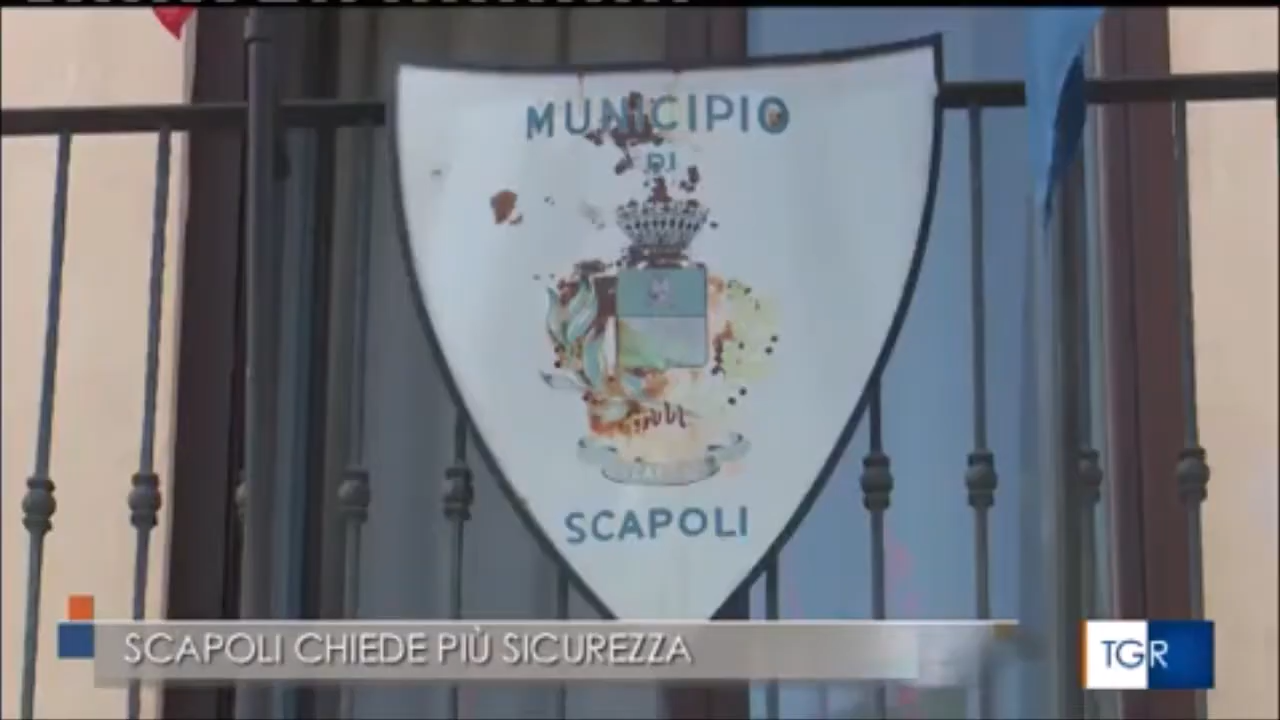 MUNICIPIO
DI
SCAPOLI
SCAPOLI CHIEDE PIÙ SICUREZZA
TGR